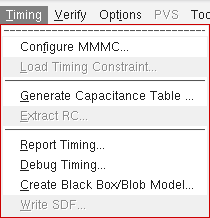 Timing Verify Options PVS
Configure MMMC...
Load Timing Constraint...
Generate Capacitance Table ...
Extract RC...
Report Timing...
Debug Timing...
Create Black Box/Blob Model...
Write SDF...